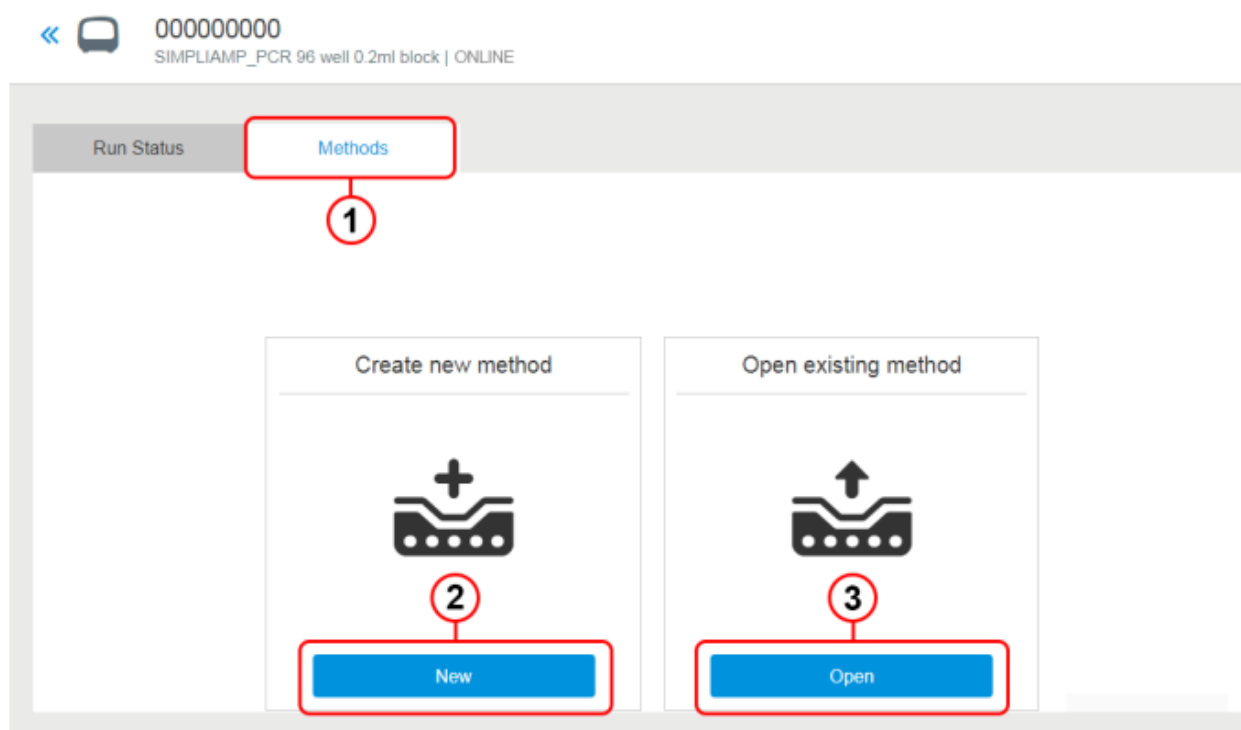 000000000
SIMPLIAMP_PCR 96 well 0.2ml block | ONLINE
Run Status
Methods
1
Create new method
Open existing method
2
3
New
Open